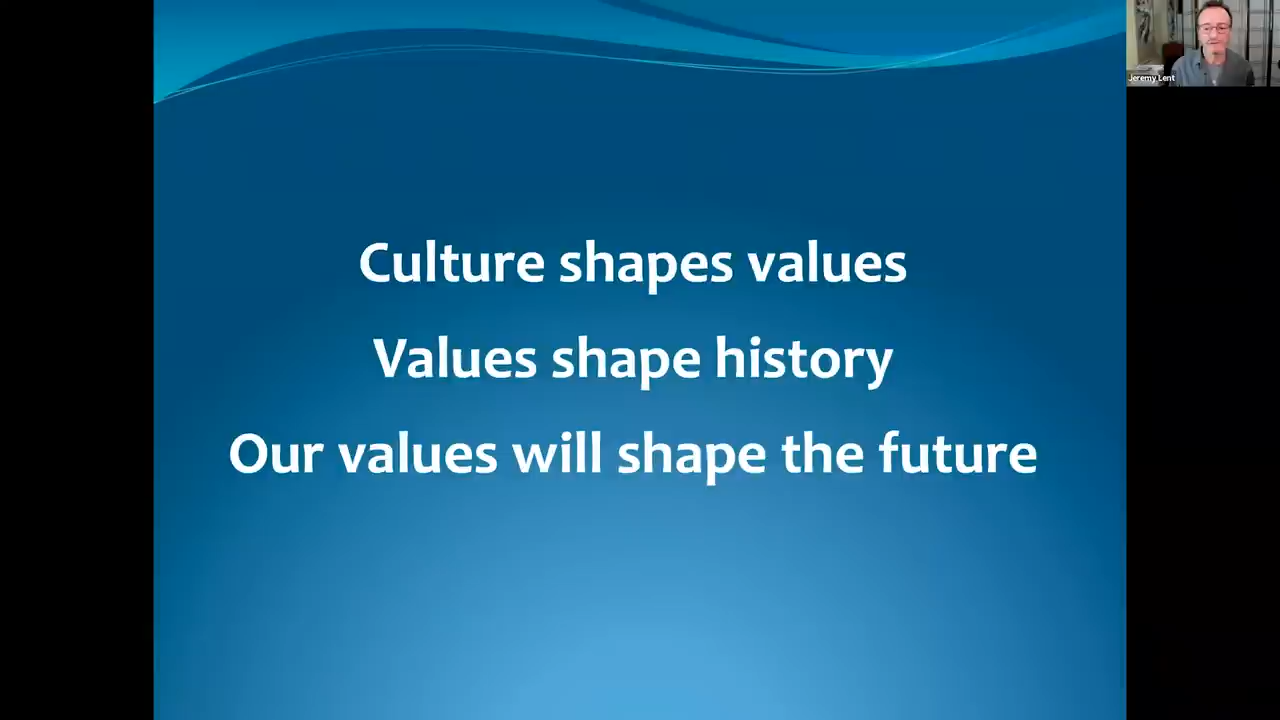 Jeremy Lent
Culture shapes values
Values shape history
Our values will shape the future